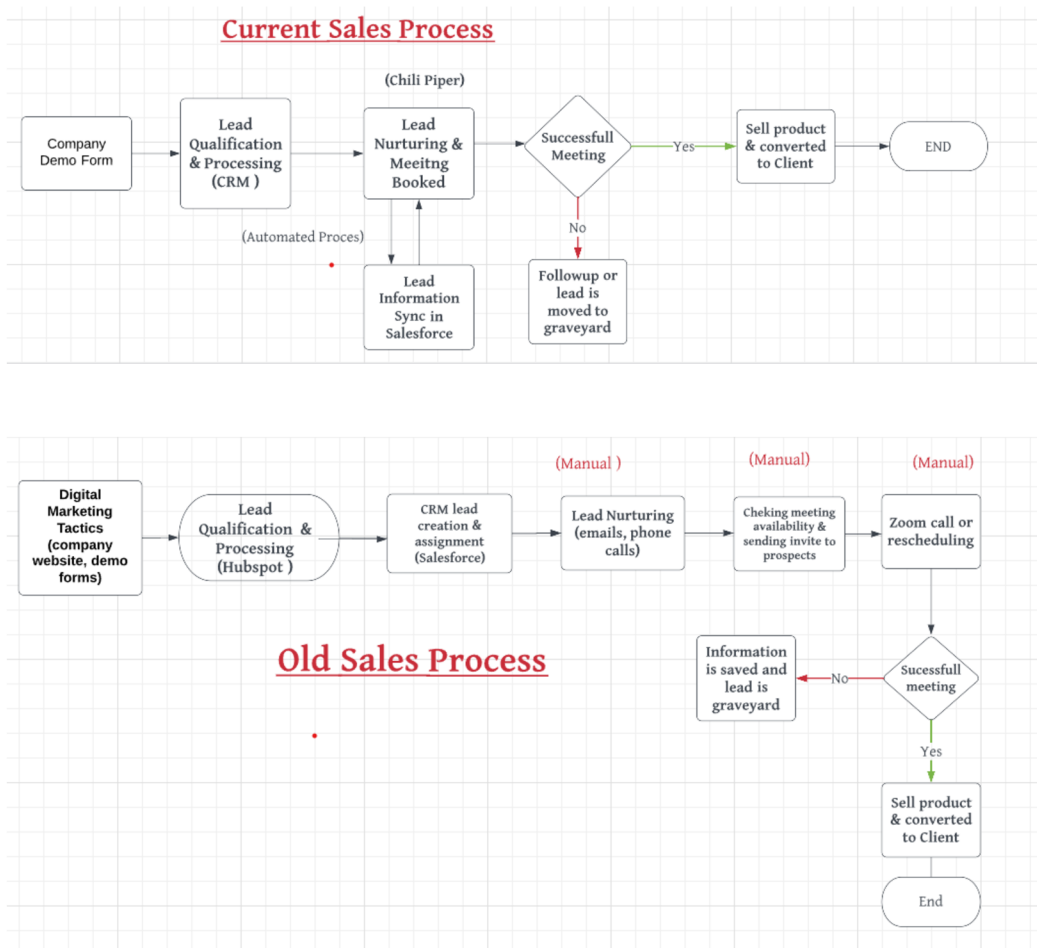 Current Sales Process
(Chili Piper)
Company
Demo Form
Lead
Qualification
& Processing
(CRM )
Lead
Nurturing &
Meeitng
Booked
Successfull
Meeting
Yes
Sell product
& converted
to Client
END
No
(Automated Proces)
Lead
Information
Sync in
Salesforce
Followup or
lead is
moved to
graveyard
(Manual )
(Manual)
(Manual)
Digital
Marketing
Tactics
(company
website, demo
forms)
Lead
Qualification &
Processing
(Hubspot )
CRM lead
creation &
assignment
(Salesforce)
Lead Nurturing
(emails, phone
calls)
Cheking meeting
availability &
sending invite to
prospects
Zoom call or
rescheduling
Old Sales Process
Information
is saved and
lead is
graveyard
No
Sucessfull
meeting
Yes
Sell product
& converted
to Client
End